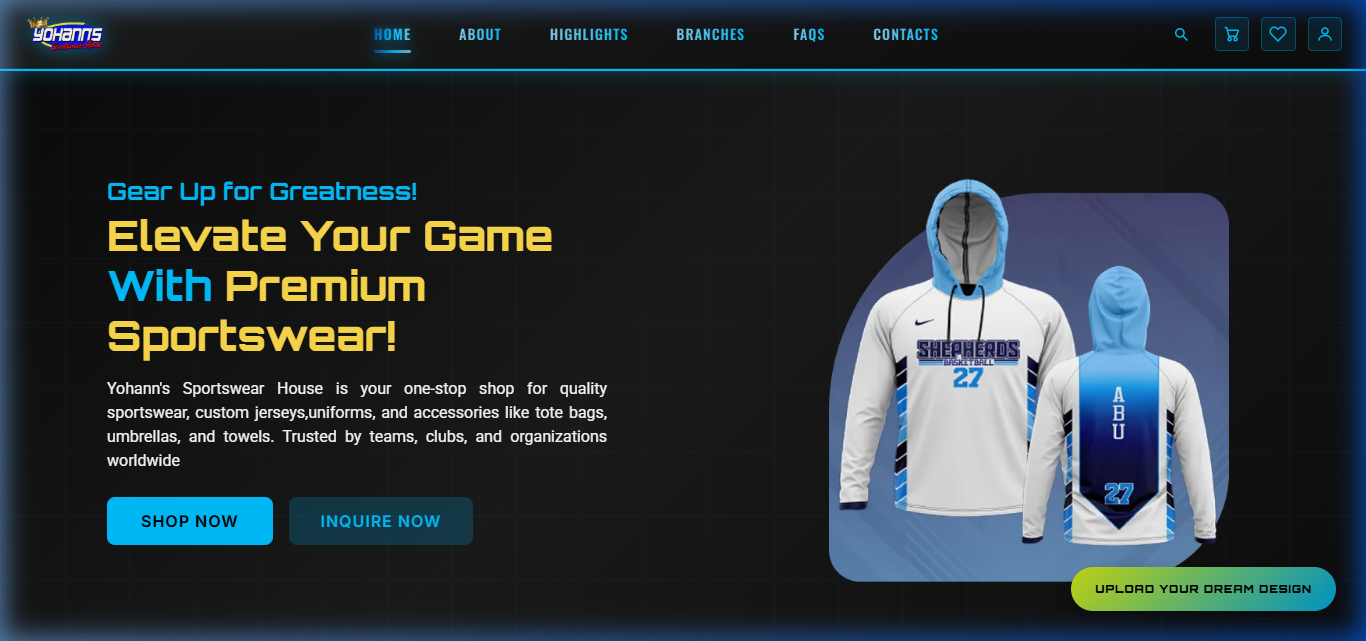 YOHANNS
HOME ABOUT HIGHLIGHTS BRANCHES FAQS CONTACTS
Gear Up for Greatness!
Elevate Your Game
With Premium
Sportswear!
Yohann's Sportswear House is your one-stop shop for quality
sportswear, custom jerseys,uniforms, and accessories like tote bags,
umbrellas, and towels. Trusted by teams, clubs, and organizations
worldwide
SHOP NOW INQUIRE NOW
SHEPHERDS
BASKETBALL
27
ABU
27
UPLOAD YOUR DREAM DESIGN